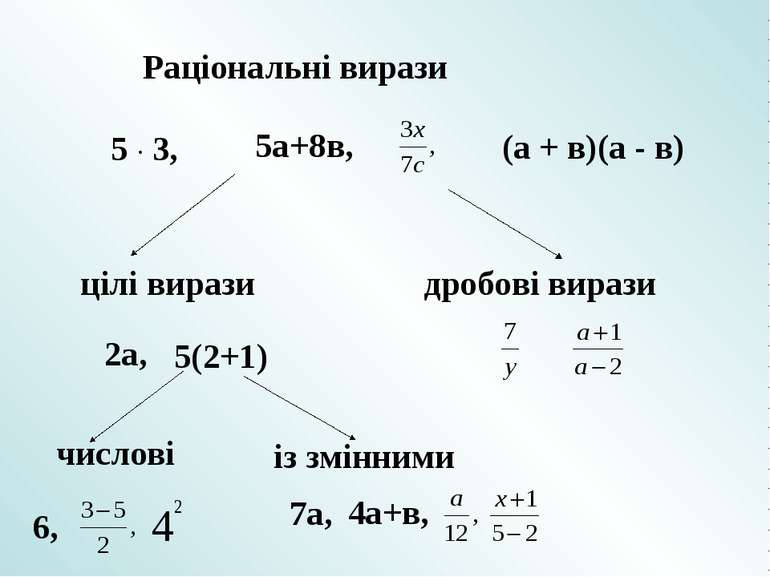 Раціональні вирази
5 · 3, 5а+8в, 3x/7c, (а + в)(а - в)
цілі вирази дробові вирази
2а, 5(2+1) 7/y a+1/a−2
числові із змінними
6, 3−5/2, 4² 7а, 4а+в, a/12, x+1/5−2